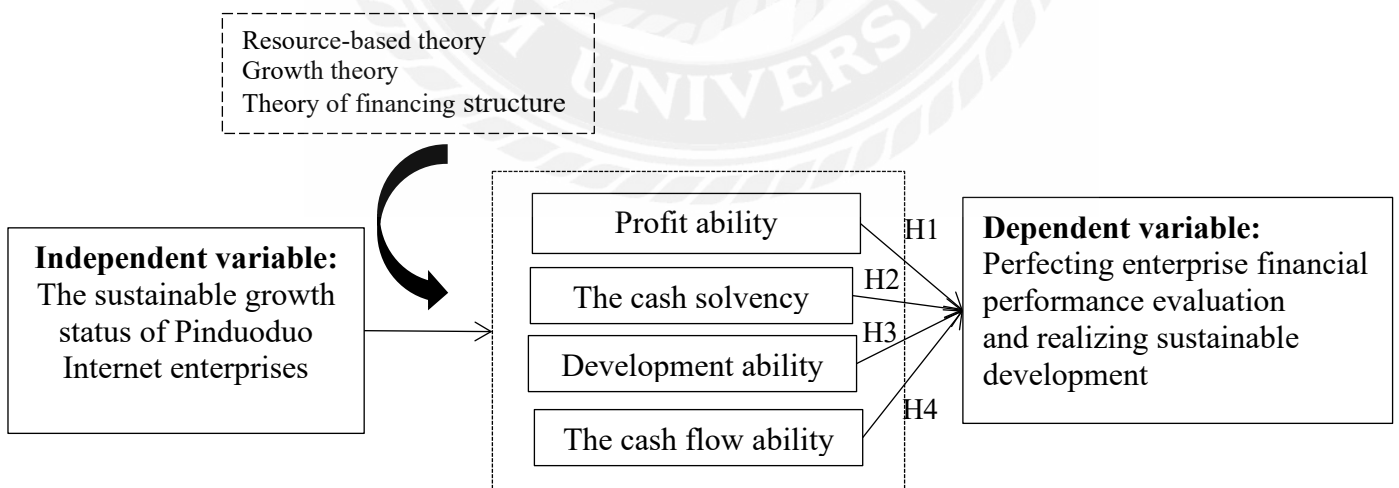 UNIVERSI
Resource-based theory
Growth theory
Theory of financing structure
Independent variable:
The sustainable growth
status of Pinduoduo
Internet enterprises
Profit ability
The cash solvency
Development ability
The cash flow ability
H1
H2
H3
H4
Dependent variable:
Perfecting enterprise financial
performance evaluation
and realizing sustainable
development